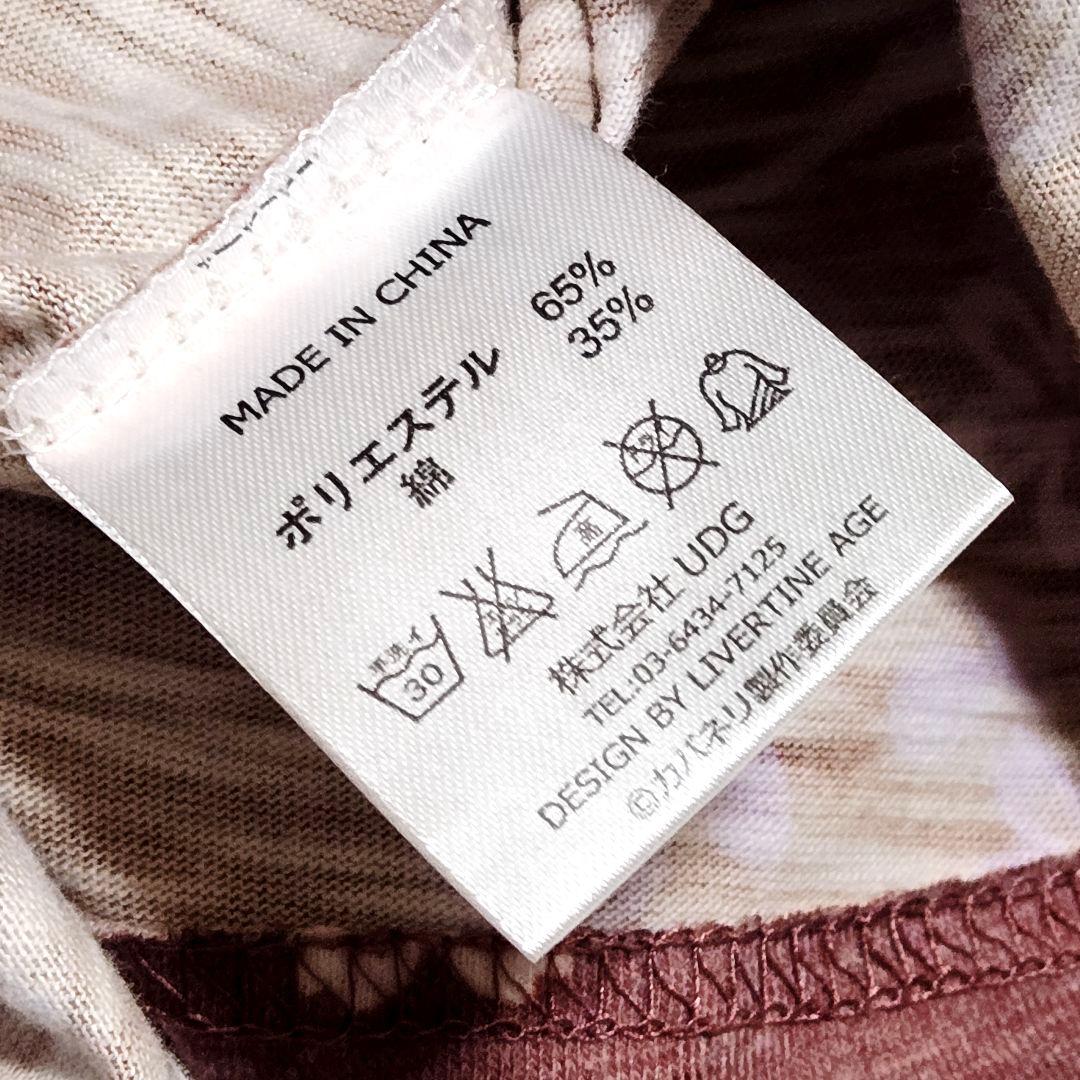 MADE IN CHINA
ポリエステル 65%
綿 35%
手洗イ
30
株式会社 UDG
TEL:03-6434-7125
DESIGN BY LIVERTINE AGE
©カバネリ製作委員会